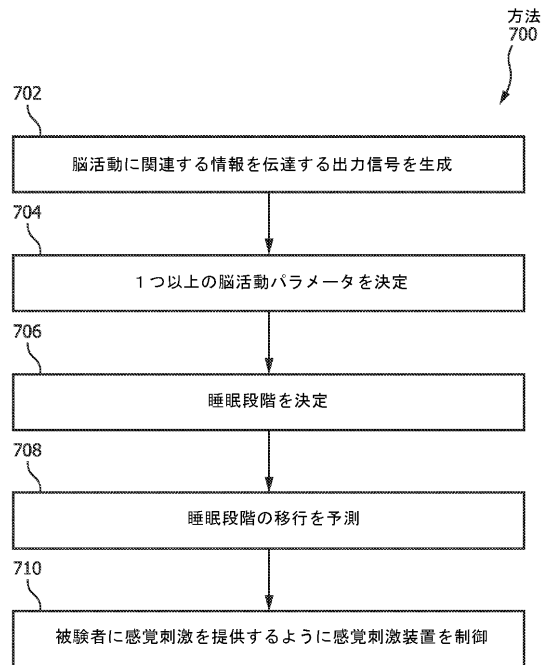 方法
700
702
脳活動に関連する情報を伝達する出力信号を生成
704
１つ以上の脳活動パラメータを決定
706
睡眠段階を決定
708
睡眠段階の移行を予測
710
被験者に感覚刺激を提供するように感覚刺激装置を制御